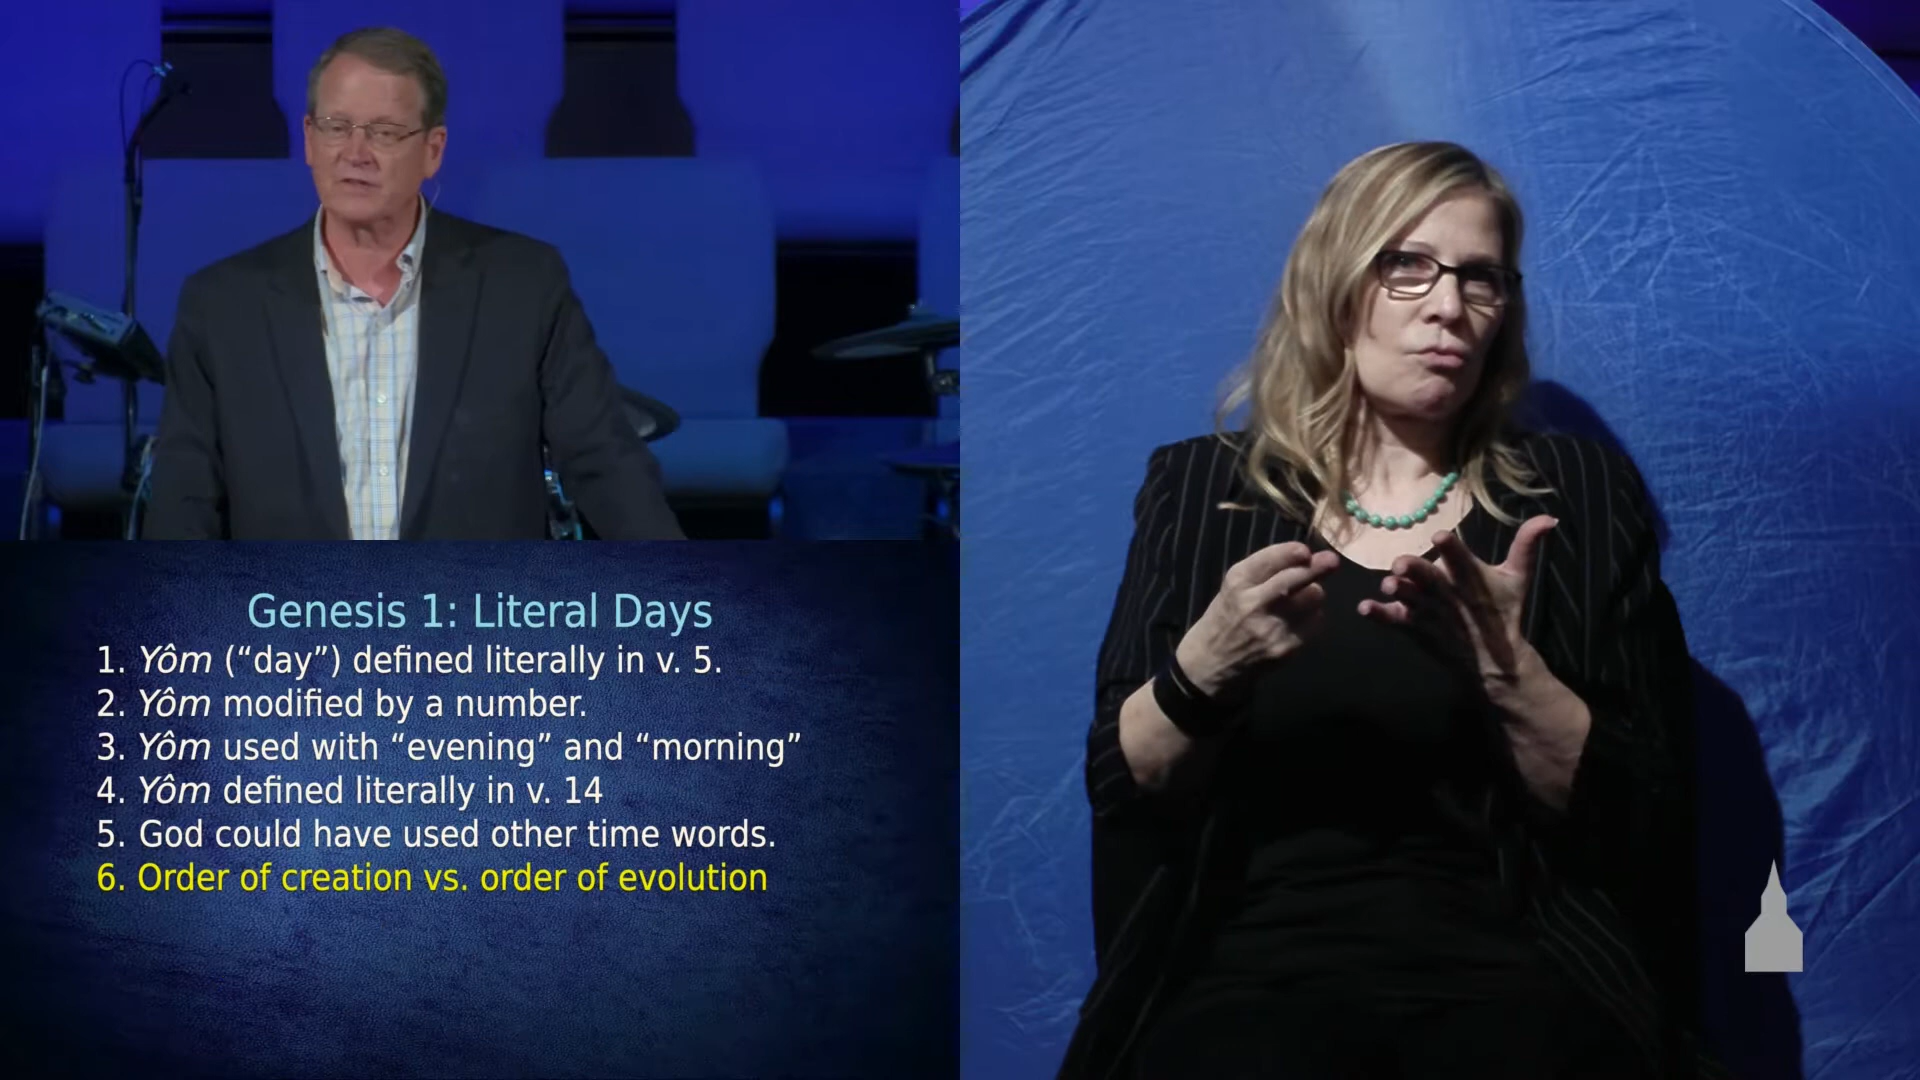 Genesis 1: Literal Days
1. Yôm (“day”) defined literally in v. 5.
2. Yôm modified by a number.
3. Yôm used with “evening” and “morning”
4. Yôm defined literally in v. 14
5. God could have used other time words.
6. Order of creation vs. order of evolution